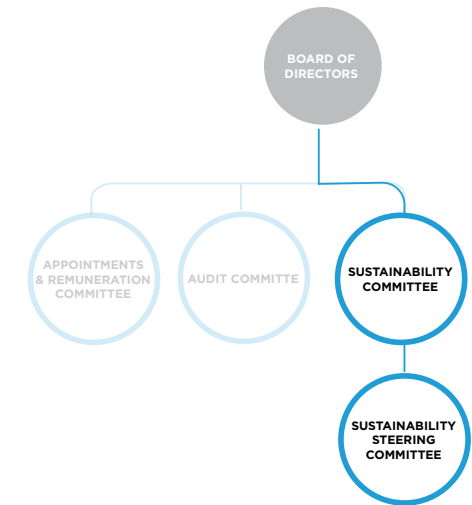 BOARD OF
DIRECTORS
APPOINTMENTS
& REMUNERATION
COMMITTEE
AUDIT COMMITTE
SUSTAINABILITY
COMMITTEE
SUSTAINABILITY
STEERING
COMMITTEE